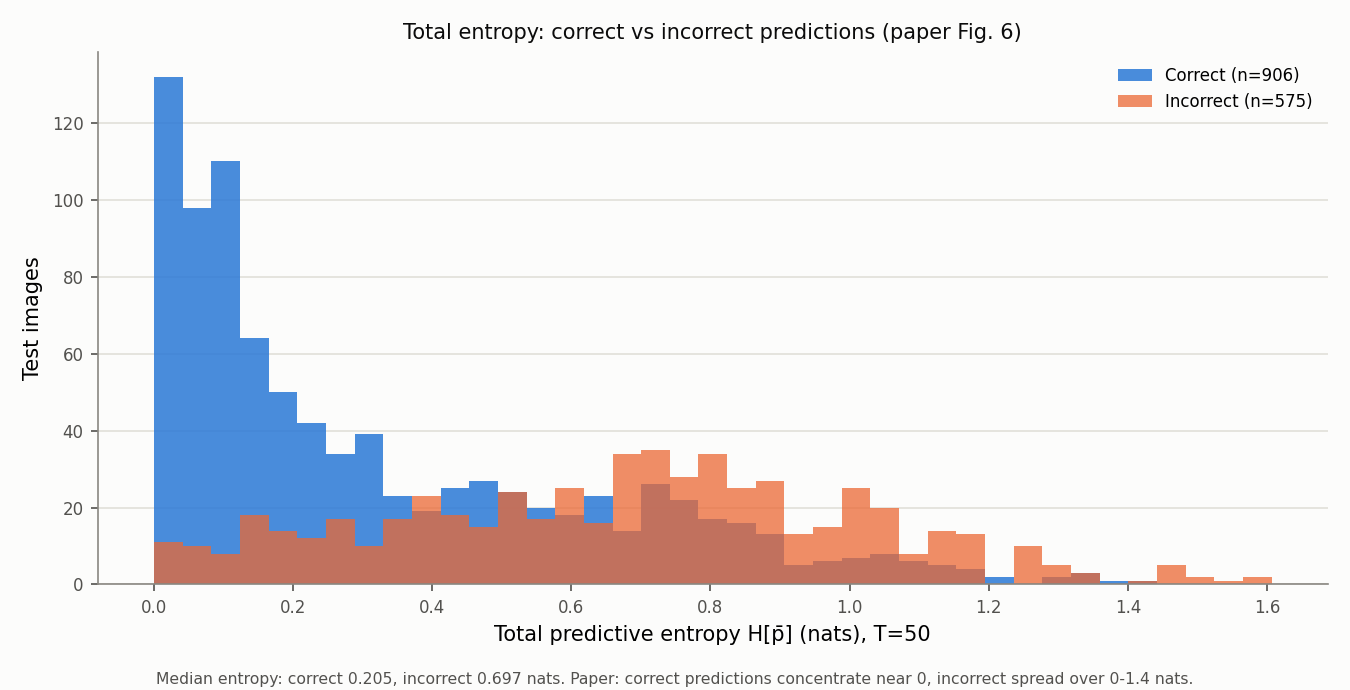 Total entropy: correct vs incorrect predictions (paper Fig. 6)
Correct (n=906)
Incorrect (n=575)
Test images
120
100
80
60
40
20
0
0.0 0.2 0.4 0.6 0.8 1.0 1.2 1.4 1.6
Total predictive entropy H[p̄] (nats), T=50
Median entropy: correct 0.205, incorrect 0.697 nats. Paper: correct predictions concentrate near 0, incorrect spread over 0-1.4 nats.